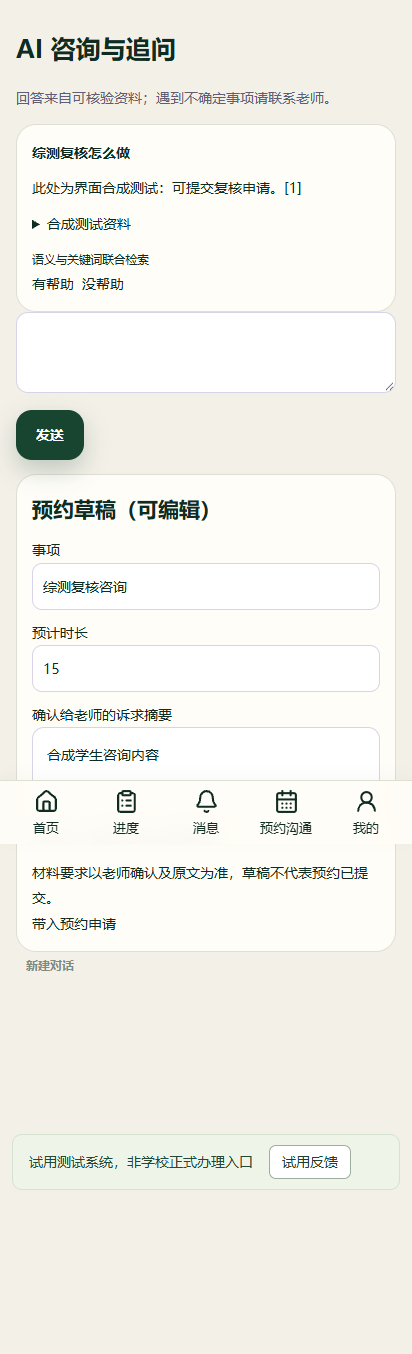 AI 咨询与追问
回答来自可核验资料；遇到不确定事项请联系老师。
综测复核怎么做
此处为界面合成测试：可提交复核申请。[1]
▶ 合成测试资料
语义与关键词联合检索
有帮助 没帮助
发送
预约草稿（可编辑）
事项
综测复核咨询
预计时长
15
确认给老师的诉求摘要
合成学生咨询内容
首页 进度 消息 预约沟通 我的
材料要求以老师确认及原文为准，草稿不代表预约已提
交。
带入预约申请
新建对话
试用测试系统，非学校正式办理入口 试用反馈